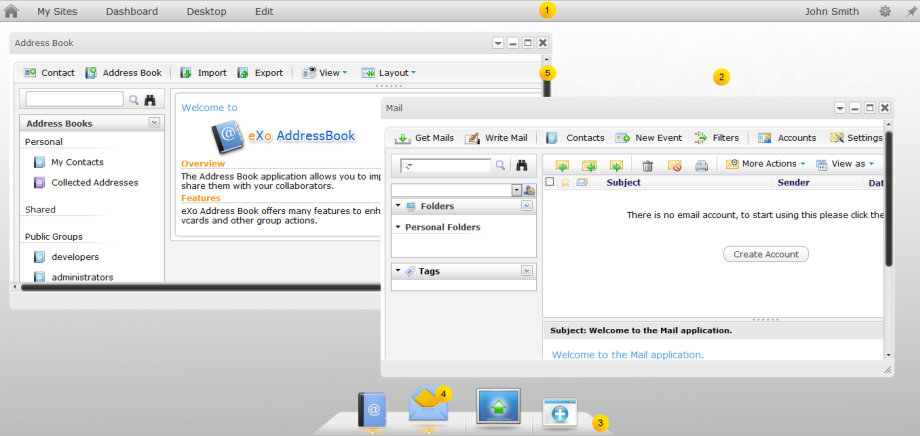 My Sites Dashboard Desktop Edit 1 John Smith
Address Book
Contact Address Book Import Export View Layout 5
2
Address Books
Personal
My Contacts
Collected Addresses
Shared
Public Groups
developers
administrators
Welcome to
@ eXo AddressBook
Overview
The Address Book application allows you to imp
share them with your collaborators.
Features
eXo Address Book offers many features to enh
vcards and other group actions.
Mail
Get Mails Write Mail Contacts New Event Filters Accounts Settings
More Actions View as
Subject Sender Dat
Folders
Personal Folders
Tags
There is no email account, to start using this please click the
Create Account
Subject: Welcome to the Mail application.
Welcome to the Mail application.
@ 4
3